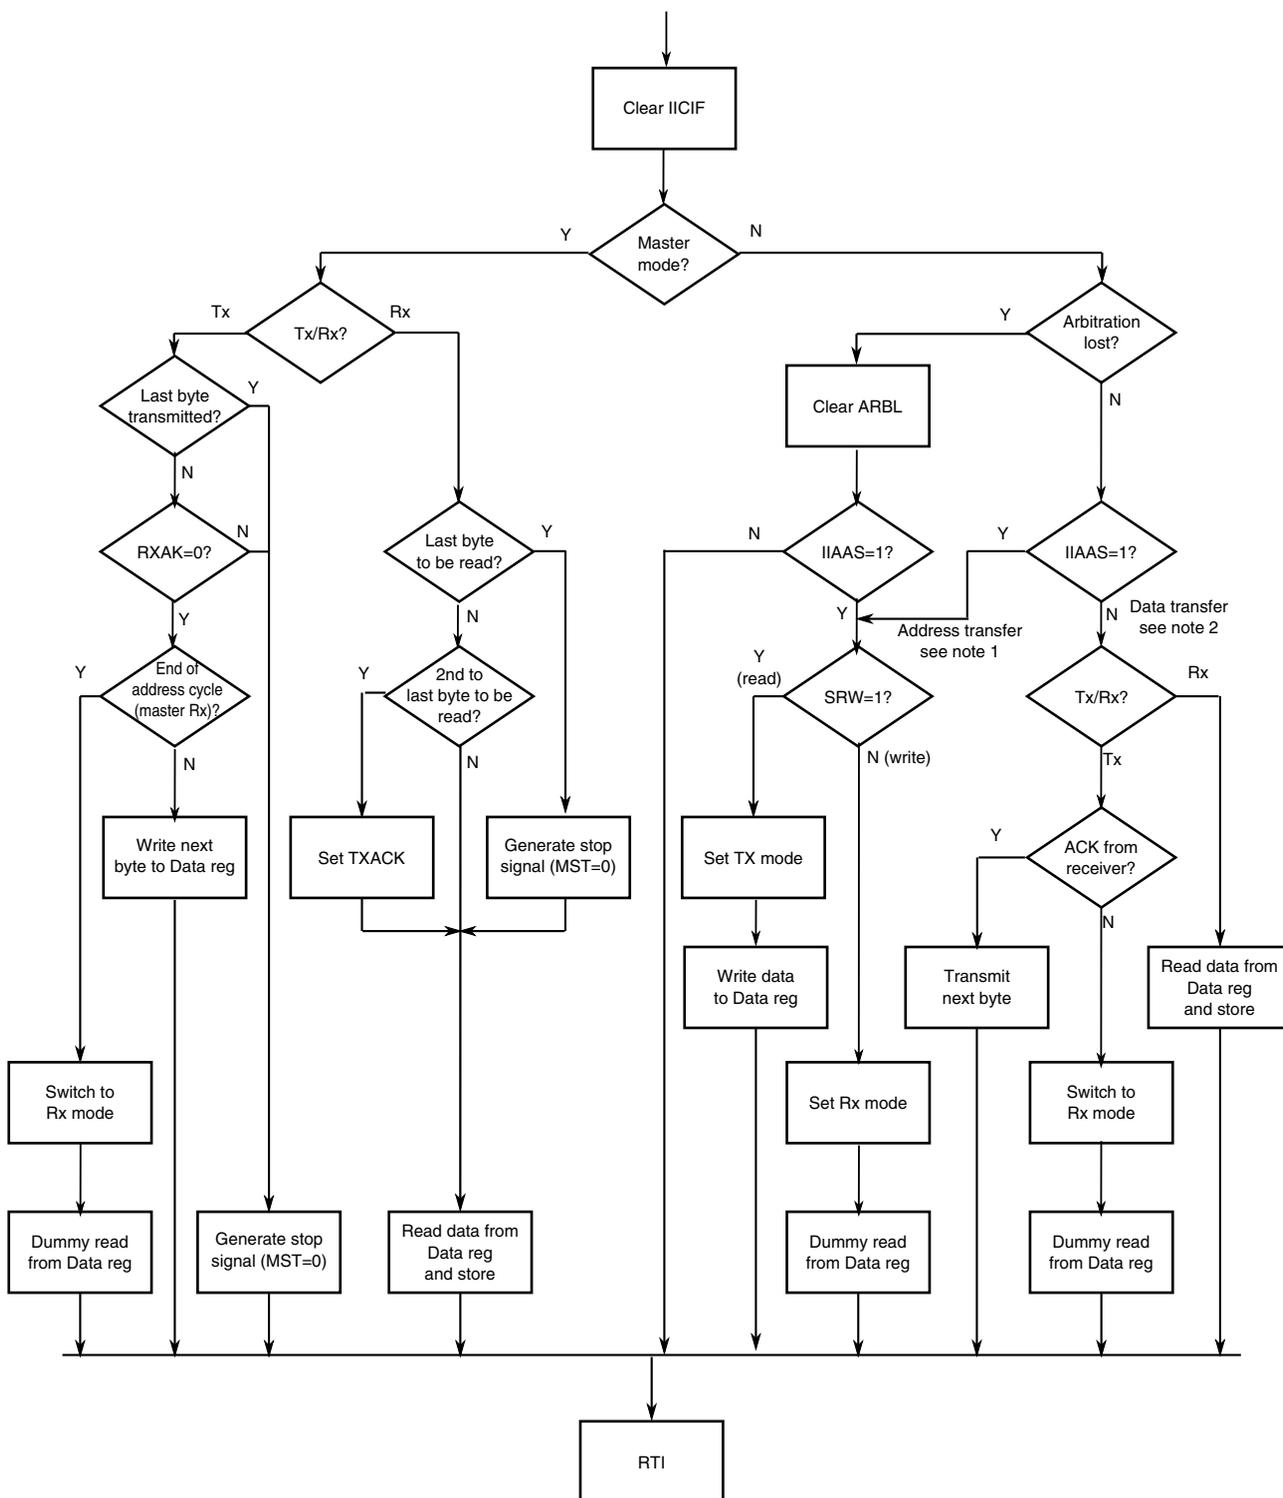 Clear IICIF
Master
mode?
Y
N
Tx/Rx?
Tx
Rx
Arbitration
lost?
Y
N
Last byte
transmitted?
Y
N
Clear ARBL
RXAK=0?
N
Y
Last byte
to be read?
Y
N
IIAAS=1?
N
Y
IIAAS=1?
Y
N
Address transfer
see note 1
Data transfer
see note 2
End of
address cycle
(master Rx)?
Y
N
2nd to
last byte to be
read?
Y
N
SRW=1?
Y
(read)
N (write)
Tx/Rx?
Rx
Tx
Write next
byte to Data reg
Set TXACK
Generate stop
signal (MST=0)
Set TX mode
ACK from
receiver?
Y
N
Write data
to Data reg
Transmit
next byte
Read data from
Data reg
and store
Switch to
Rx mode
Set Rx mode
Switch to
Rx mode
Dummy read
from Data reg
Generate stop
signal (MST=0)
Read data from
Data reg
and store
Dummy read
from Data reg
Dummy read
from Data reg
RTI